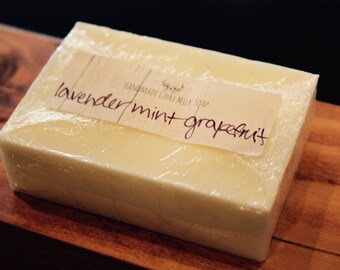 HANDMADE GOAT MILK SOAP
lavender/mint grapefruit